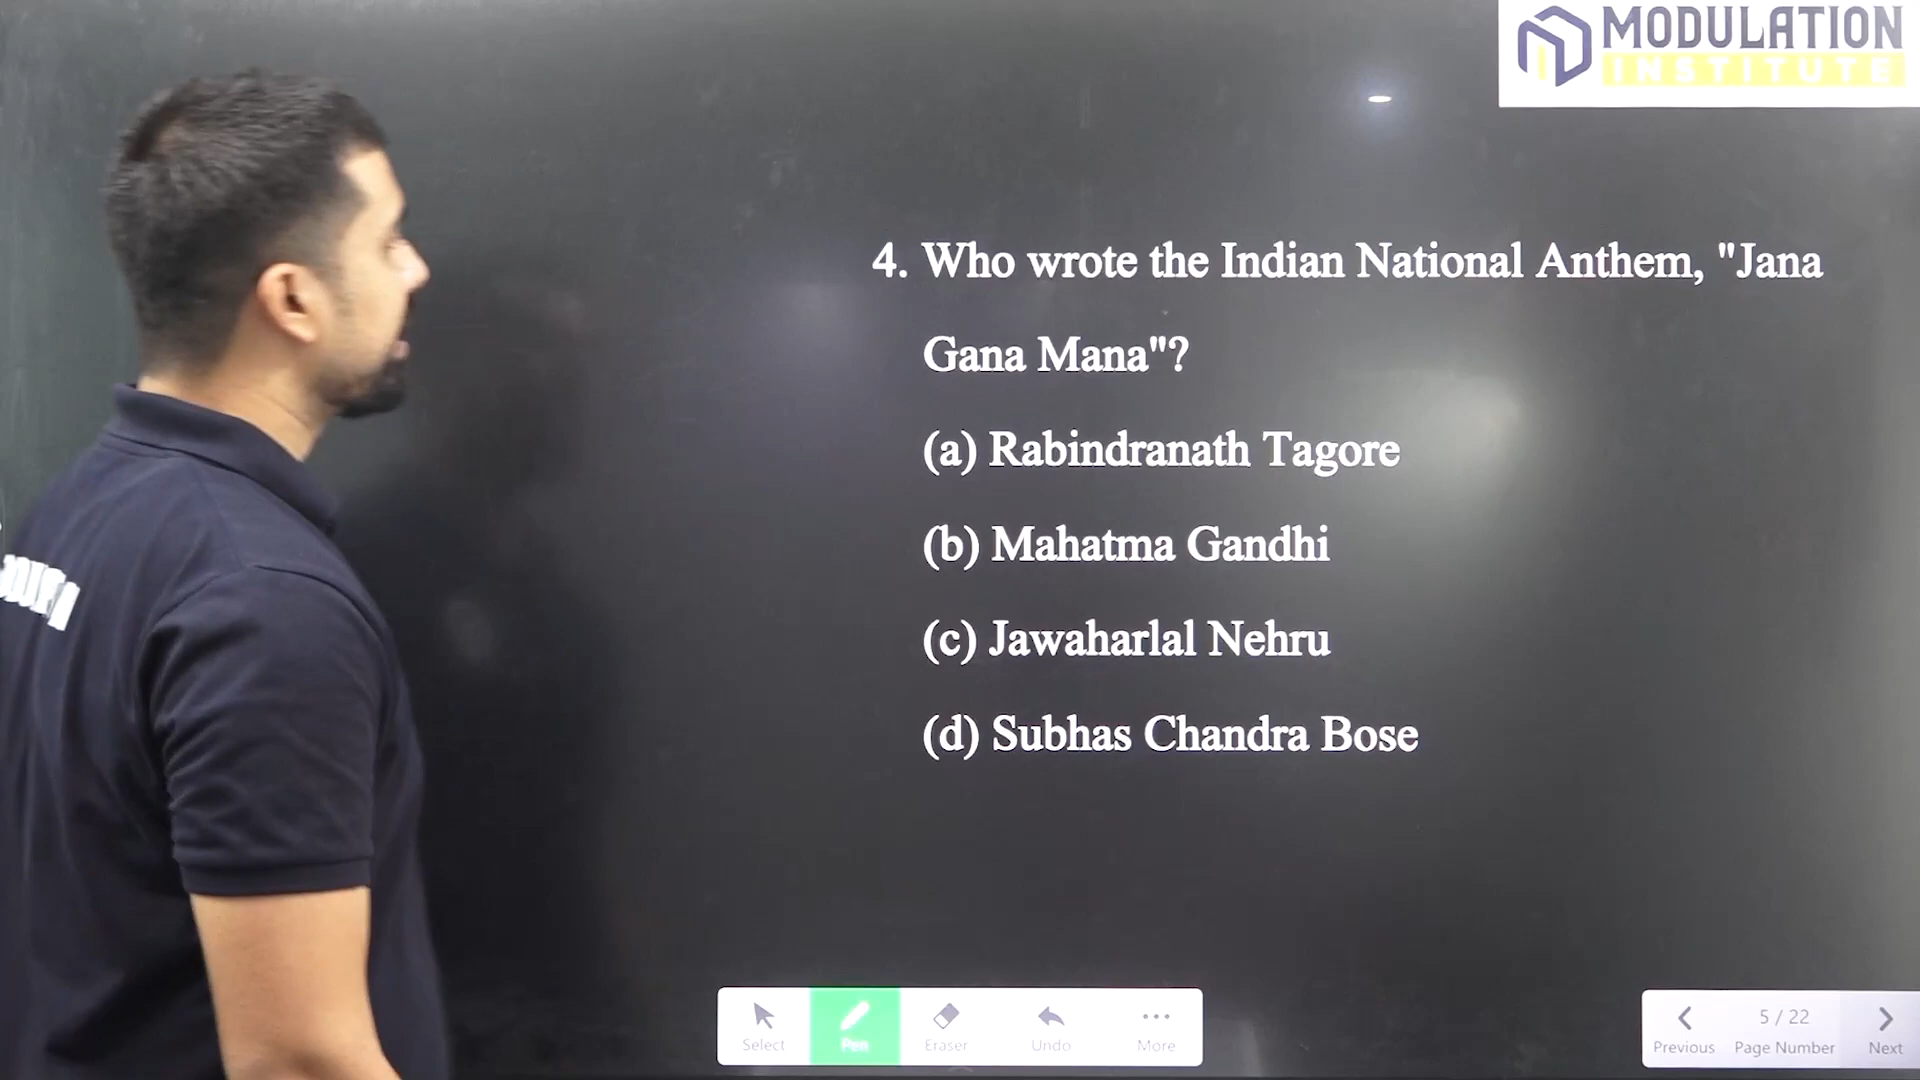 MODULATION
INSTITUTE
4. Who wrote the Indian National Anthem, "Jana
Gana Mana"?
(a) Rabindranath Tagore
(b) Mahatma Gandhi
(c) Jawaharlal Nehru
(d) Subhas Chandra Bose
Select
Pen
Eraser
Undo
More
5 / 22
Previous
Page Number
Next